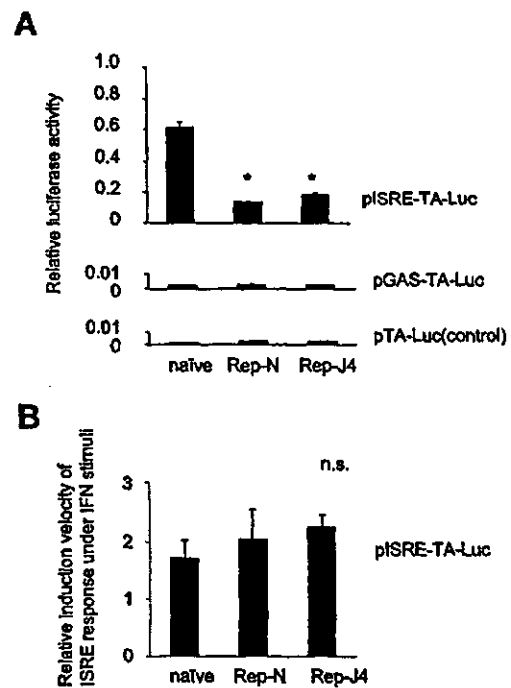 A
Relative luciferase activity
1.0
0.8
0.6
0.4
0.2
0
* *
pISRE-TA-Luc
0.01
0
pGAS-TA-Luc
0.01
0
pTA-Luc(control)
naïve Rep-N Rep-J4
B
Relative induction velocity of
ISRE response under IFN stimuli
n.s.
3
2
1
0
pISRE-TA-Luc
naïve Rep-N Rep-J4